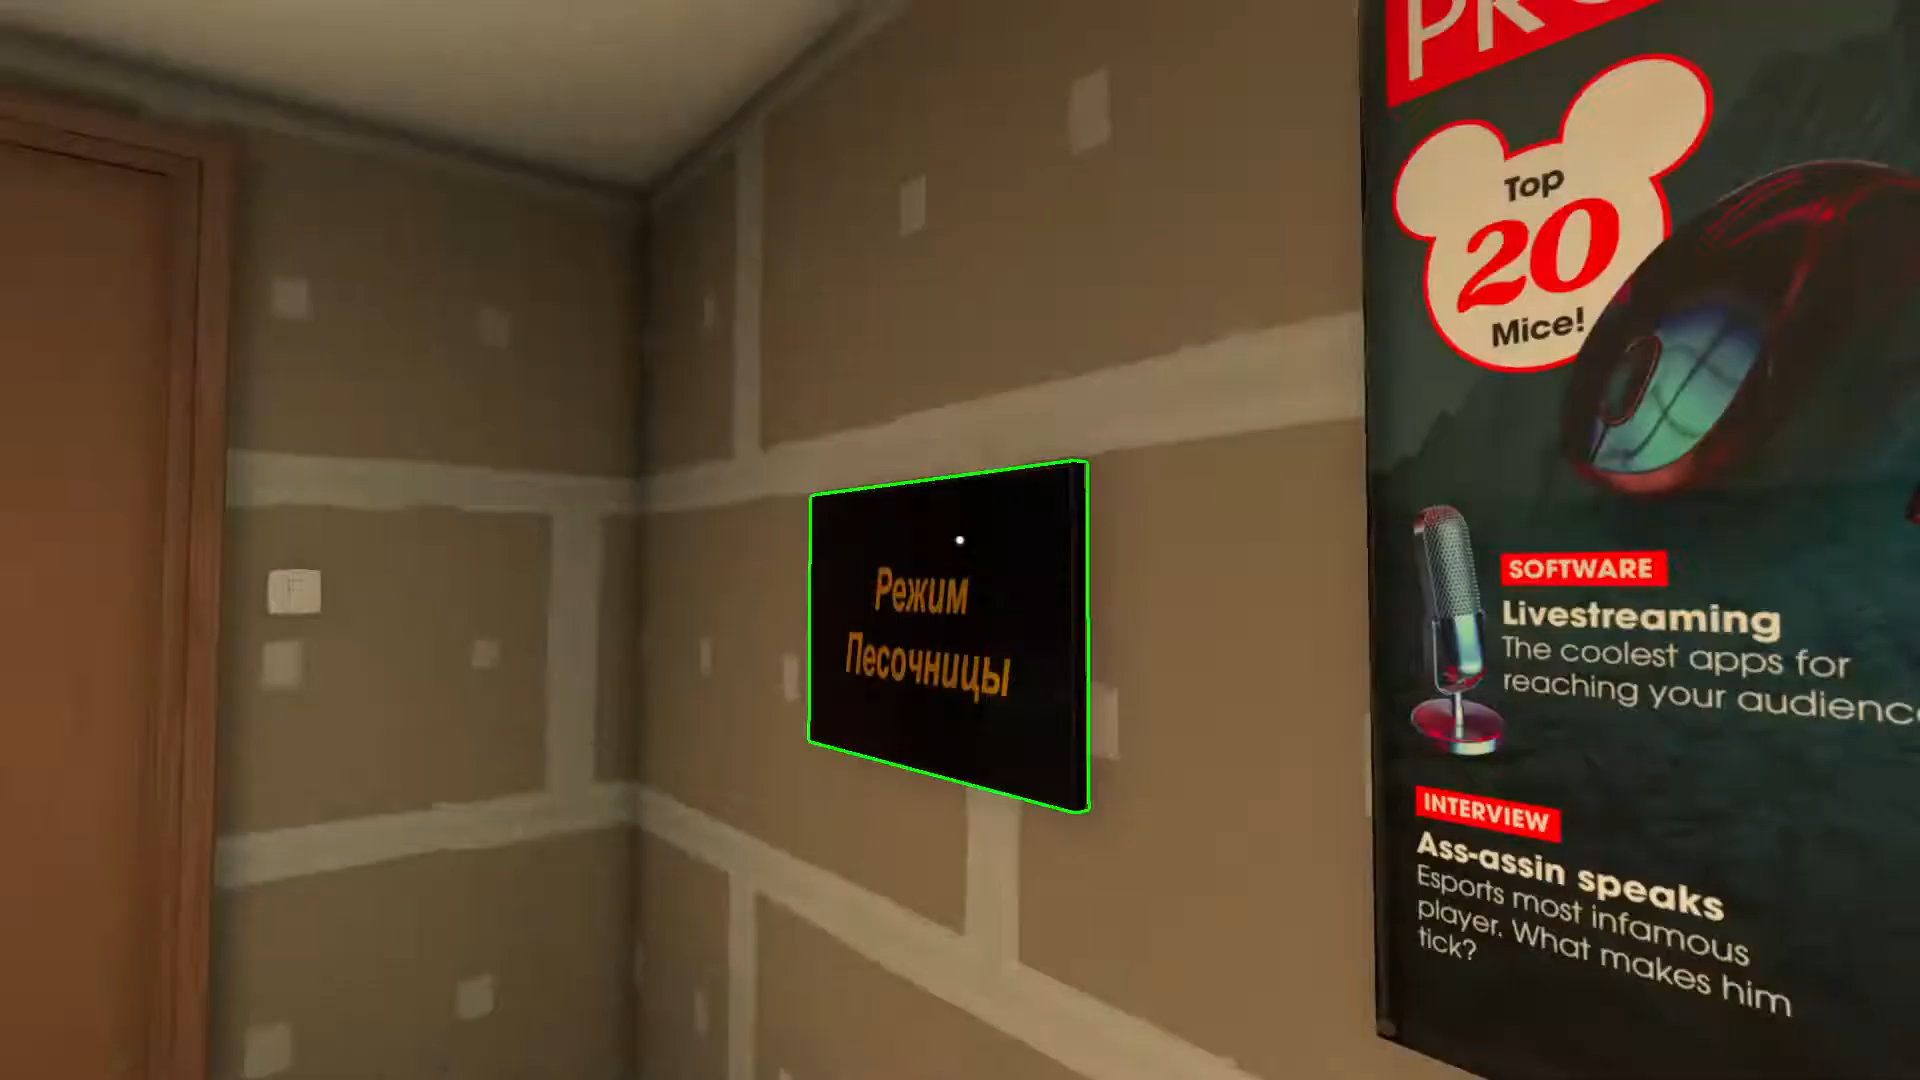 Top
20
Mice!
SOFTWARE
Livestreaming
The coolest apps for
reaching your
INTERVIEW
Ass-assin speaks
Esports most infamous
player. What makes him
tick?
Режим
Песочницы